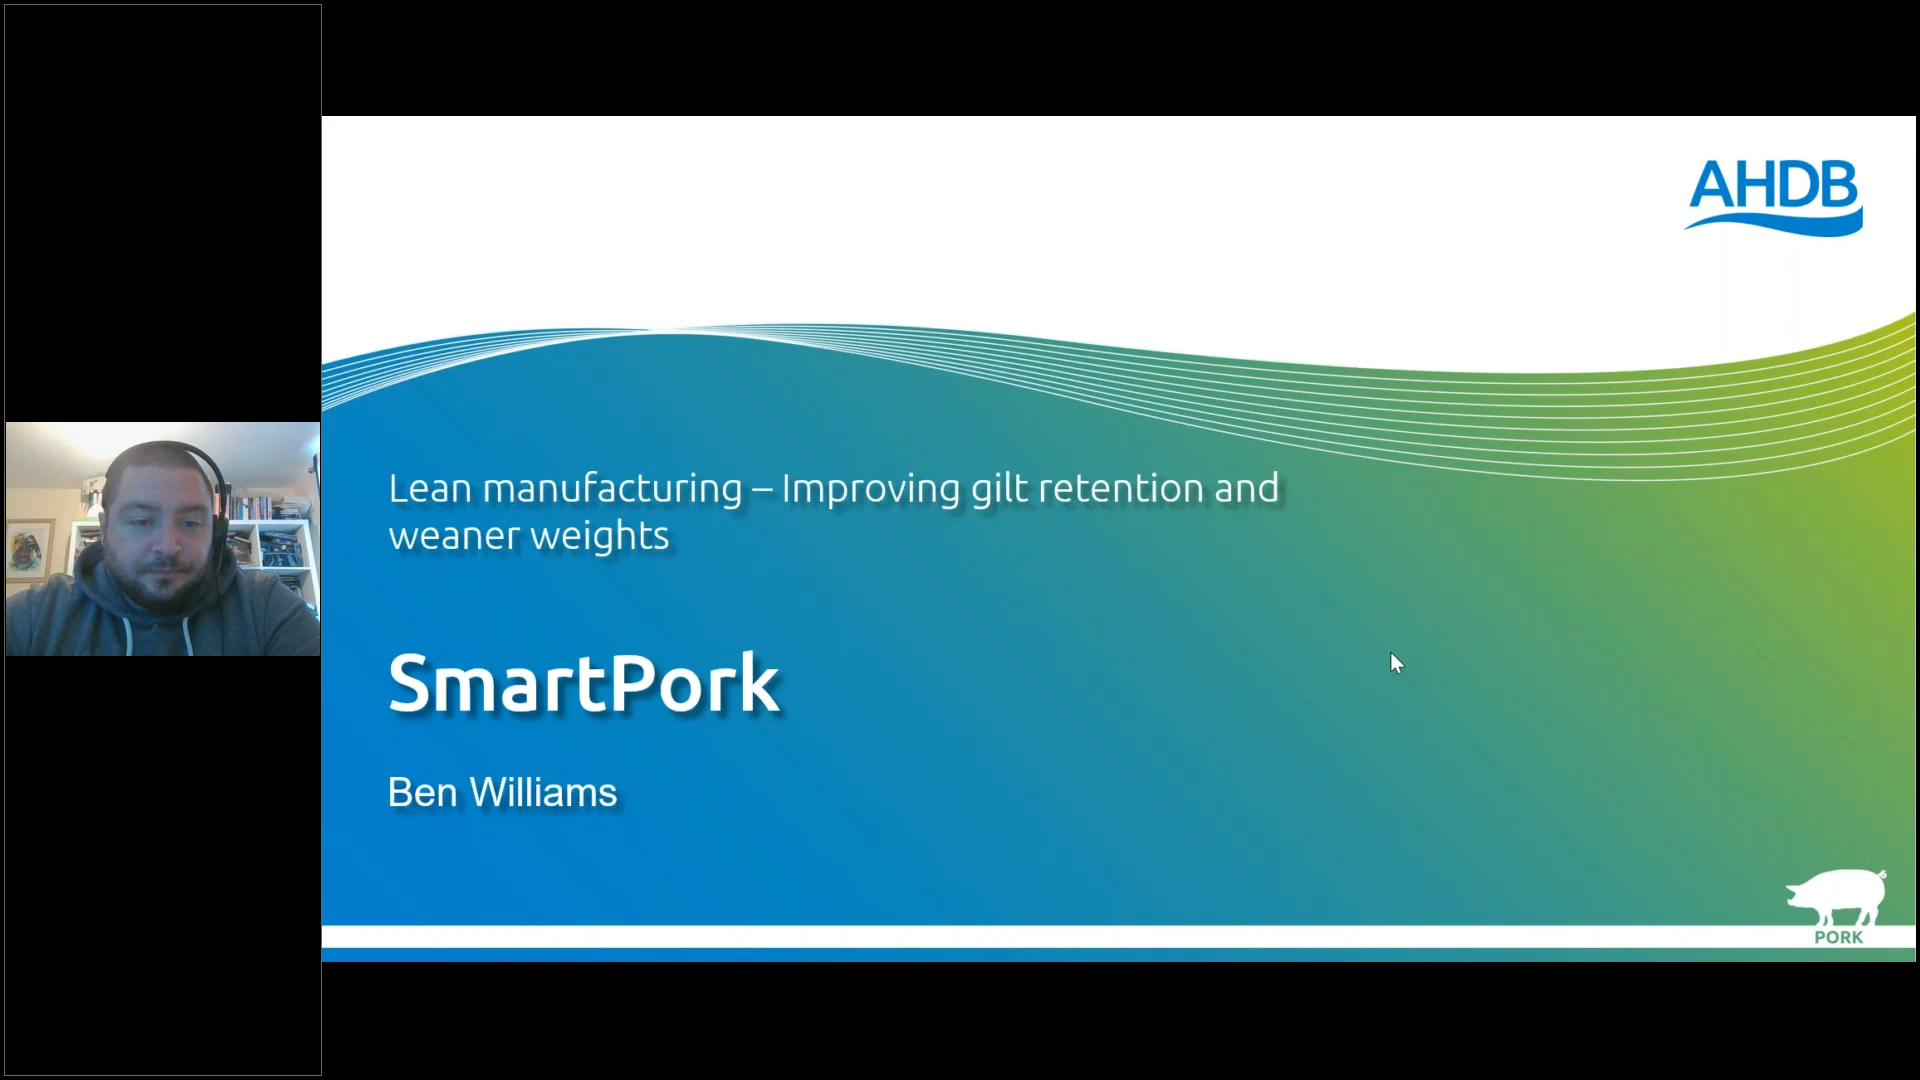 AHDB
Lean manufacturing – Improving gilt retention and
weaner weights
SmartPork
Ben Williams
PORK